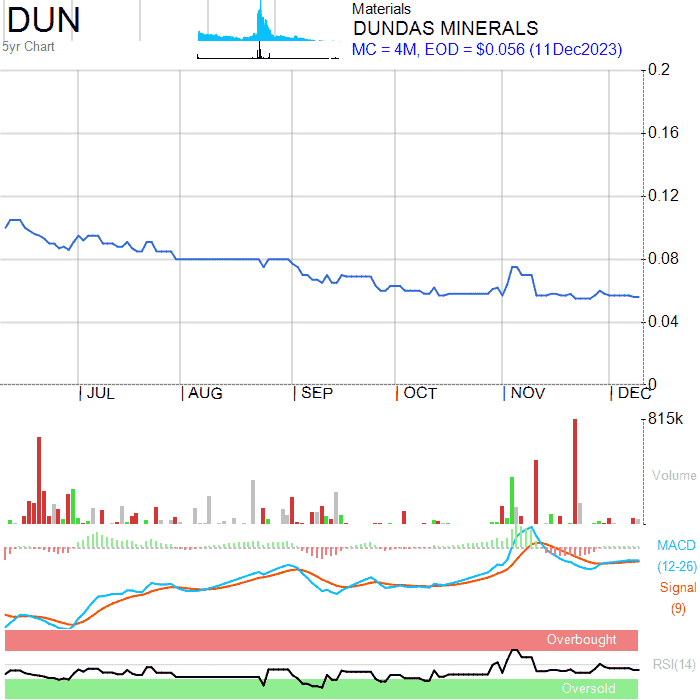 DUN
5yr Chart
Materials
DUNDAS MINERALS
MC = 4M, EOD = $0.056 (11Dec2023)
0.2
0.16
0.12
0.08
0.04
0
JUL AUG SEP OCT NOV DEC
815k
Volume
MACD
(12-26)
Signal
(9)
Overbought
RSI(14)
Oversold